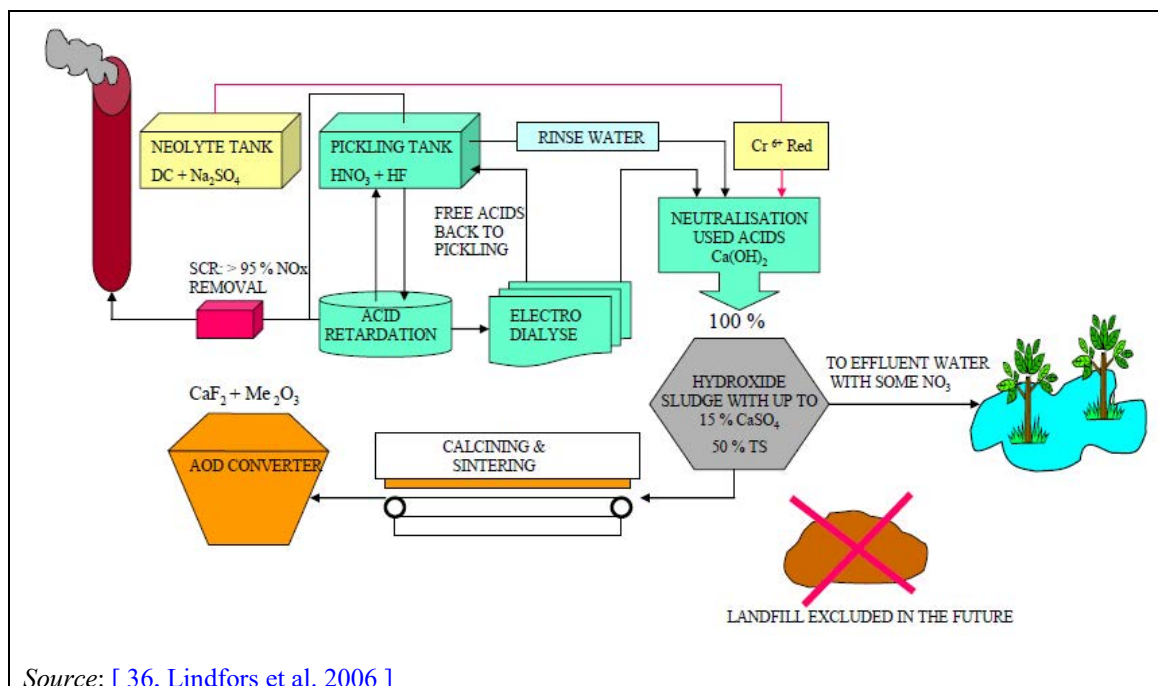 NEOLYTE TANK
DC + Na₂SO₄
PICKLING TANK
HNO₃ + HF
RINSE WATER
Cr ⁶⁺ Red
FREE ACIDS
BACK TO
PICKLING
NEUTRALISATION
USED ACIDS
Ca(OH)₂
SCR: > 95 % NOx
REMOVAL
ACID
RETARDATION
ELECTRO
DIALYSE
100 %
HYDROXIDE
SLUDGE WITH UP TO
15 % CaSO₄
50 % TS
TO EFFLUENT WATER
WITH SOME NO₃
CaF₂ + Me ₂O₃
AOD CONVERTER
CALCINING &
SINTERING
LANDFILL EXCLUDED IN THE FUTURE
Source: [ 36, Lindfors et al. 2006 ]